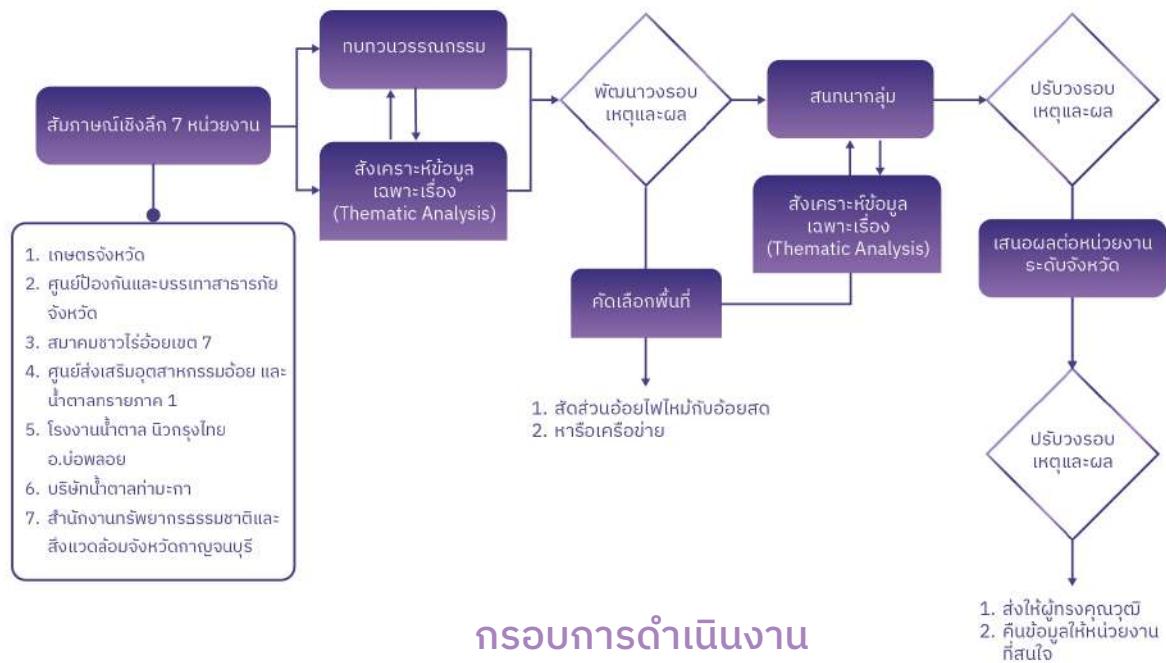 สัมภาษณ์เชิงลึก 7 หน่วยงาน
1. เกษตรจังหวัด
2. ศูนย์ป้องกันและบรรเทาสาธารภัย
จังหวัด
3. สมาคมชาวไร่อ้อยเขต 7
4. ศูนย์ส่งเสริมอุตสาหกรรมอ้อย และ
น้ำตาลทรายภาค 1
5. โรงงานน้ำตาล นิวกรุงไทย
อ.บ่อพลอย
6. บริษัทน้ำตาลท่ามะกา
7. สำนักงานทรัพยากรธรรมชาติและ
สิ่งแวดล้อมจังหวัดกาญจนบุรี
ทบทวนวรรณกรรม
สังเคราะห์ข้อมูล
เฉพาะเรื่อง
(Thematic Analysis)
พัฒนาวงรอบ
เหตุและผล
คัดเลือกพื้นที่
1. สัดส่วนอ้อยไฟไหม้กับอ้อยสด
2. หารือเครือข่าย
สนทนากลุ่ม
สังเคราะห์ข้อมูล
เฉพาะเรื่อง
(Thematic Analysis)
ปรับวงรอบ
เหตุและผล
เสนอผลต่อหน่วยงาน
ระดับจังหวัด
ปรับวงรอบ
เหตุและผล
1. ส่งให้ผู้ทรงคุณวุฒิ
2. คืนข้อมูลให้หน่วยงาน
ที่สนใจ
กรอบการดำเนินงาน